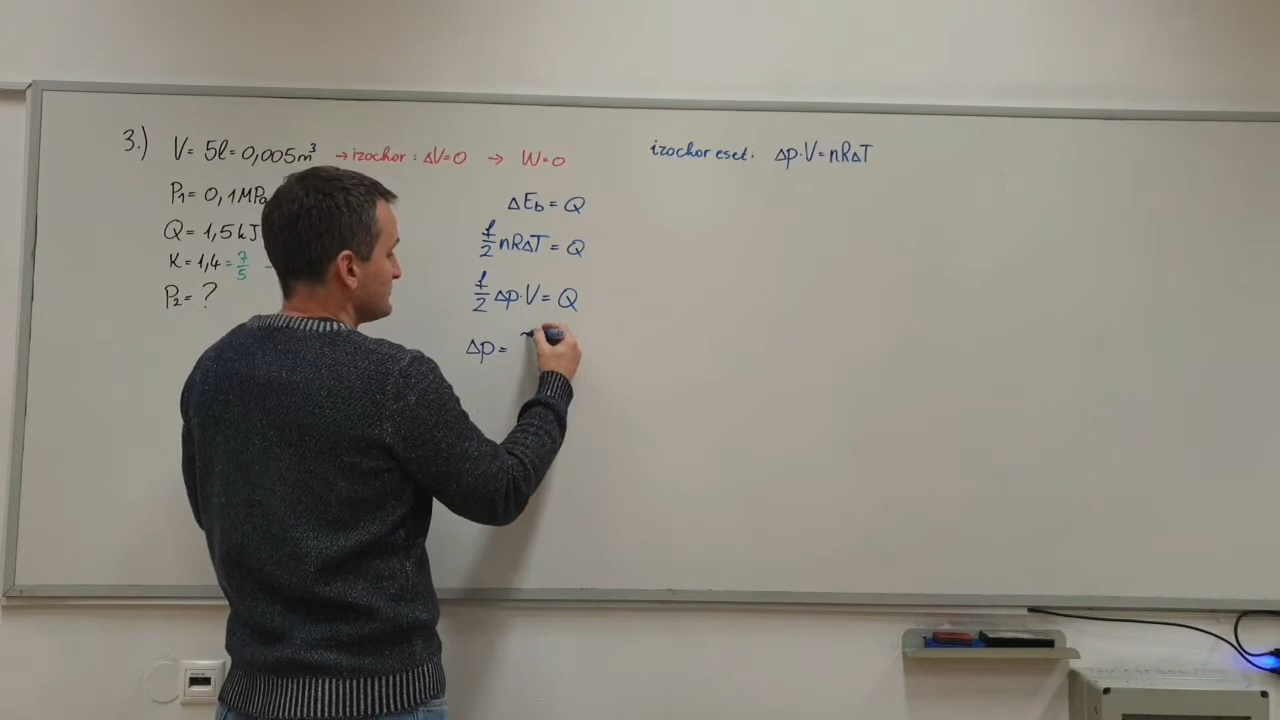 3.) V= 5l = 0,005m³ → izochor : ΔV=0 → W=0
P₁= 0,1MPa
Q= 1,5 kJ
K= 1,4 = 7/5
P₂= ?
ΔEb = Q
f/2 nRΔT = Q
f/2 Δp·V = Q
Δp =
izochor eset: Δp·V = nRΔT